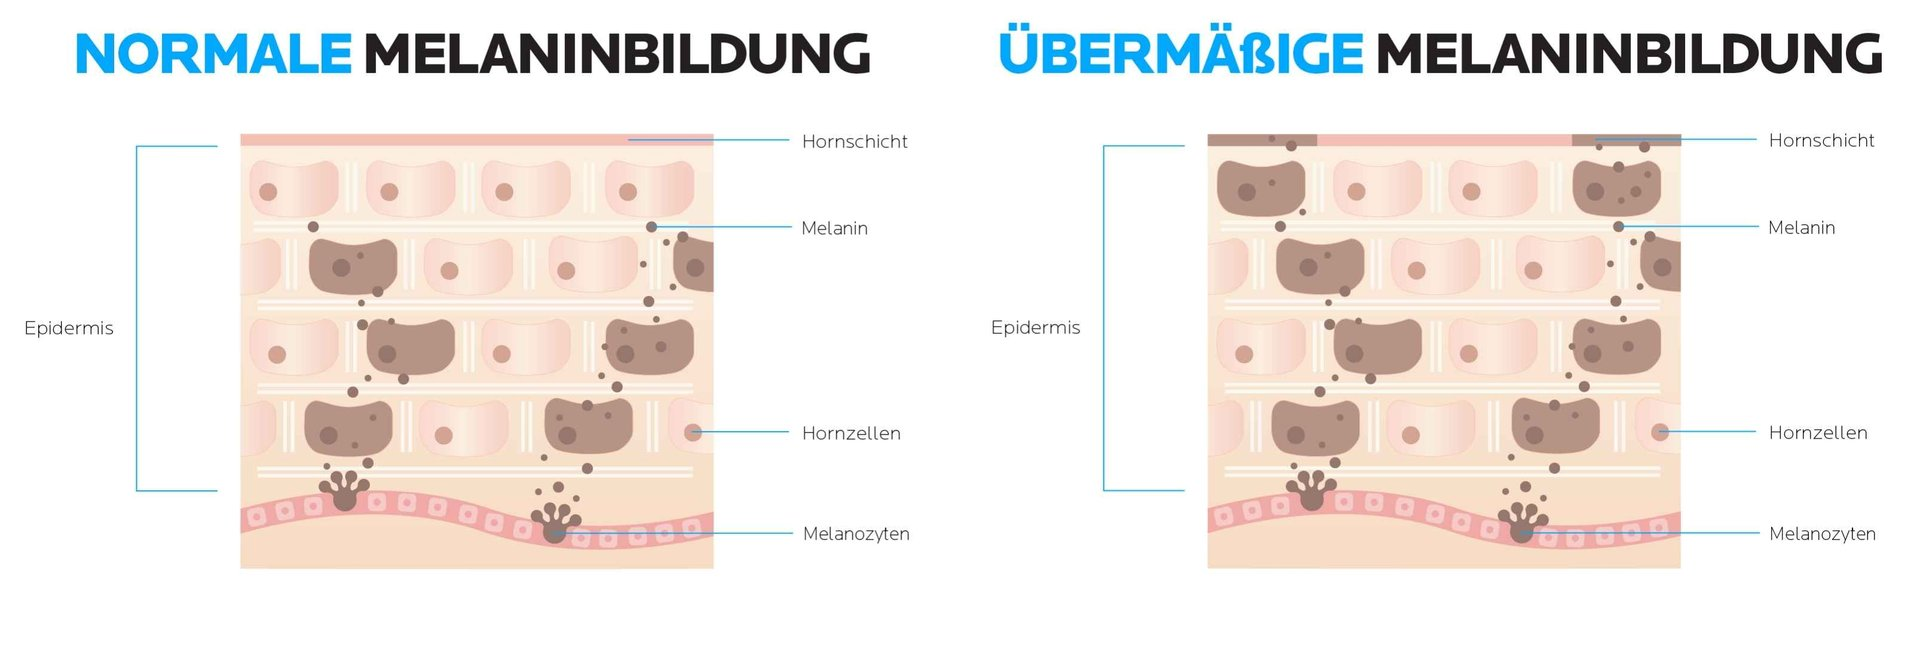 NORMALE MELANINBILDUNG
Hornschicht
Melanin
Epidermis
Hornzellen
Melanozyten
ÜBERMÄßIGE MELANINBILDUNG
Hornschicht
Melanin
Epidermis
Hornzellen
Melanozyten